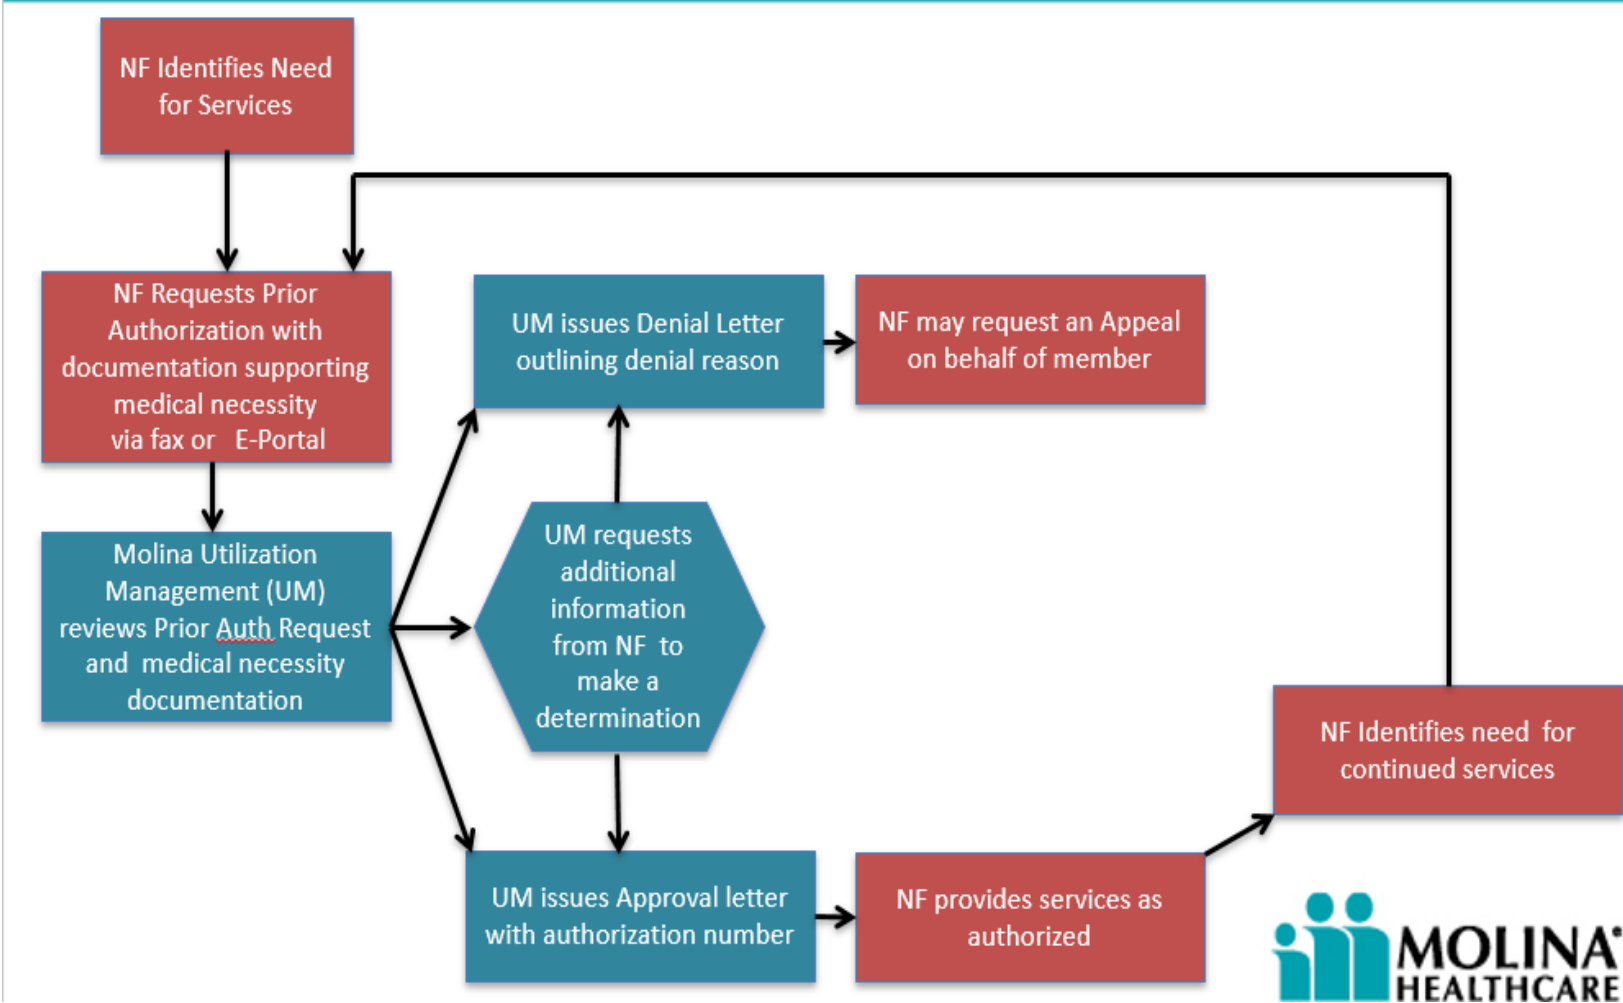 NF Identifies Need
for Services
NF Requests Prior
Authorization with
documentation supporting
medical necessity
via fax or E-Portal
Molina Utilization
Management (UM)
reviews Prior Auth Request
and medical necessity
documentation
UM issues Denial Letter
outlining denial reason
NF may request an Appeal
on behalf of member
UM requests
additional
information
from NF to
make a
determination
UM issues Approval letter
with authorization number
NF provides services as
authorized
NF Identifies need for
continued services
MOLINA®
HEALTHCARE